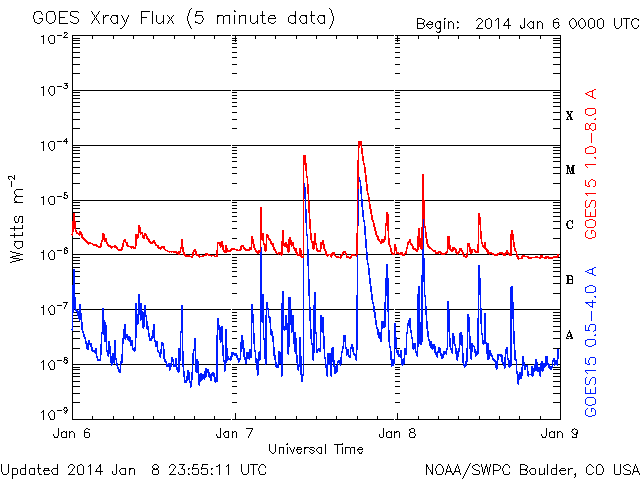 GOES Xray Flux (5 minute data)
Begin: 2014 Jan 6 0000 UTC
10⁻²
10⁻³
10⁻⁴
10⁻⁵
10⁻⁶
10⁻⁷
10⁻⁸
10⁻⁹
Watts m⁻²
X
M
C
B
A
GOES15 1.0-8.0 A
GOES15 0.5-4.0 A
Jan 6
Jan 7
Jan 8
Jan 9
Universal Time
Updated 2014 Jan 8 23:55:11 UTC
NOAA/SWPC Boulder, CO USA